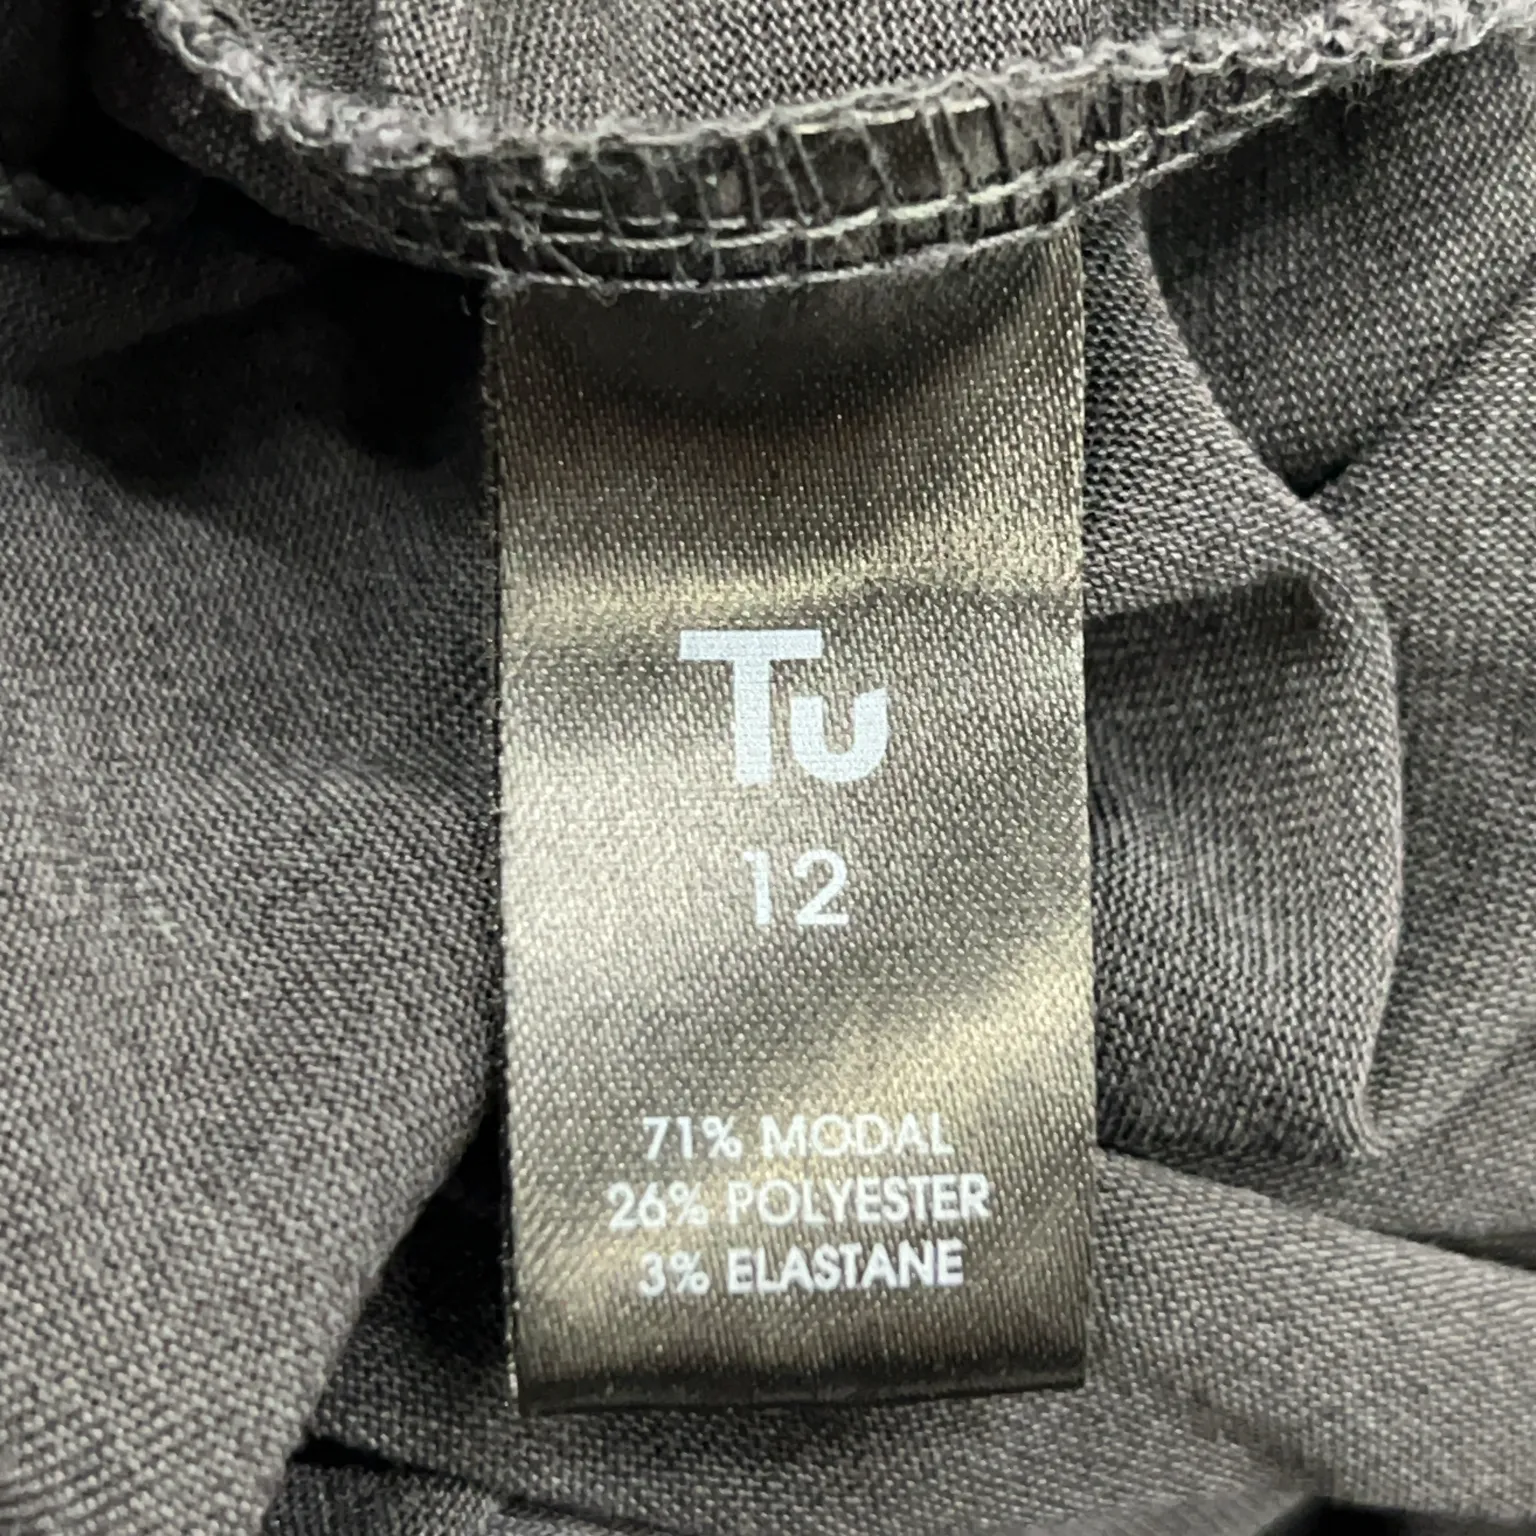 Tu
12
71% MODAL
26% POLYESTER
3% ELASTANE